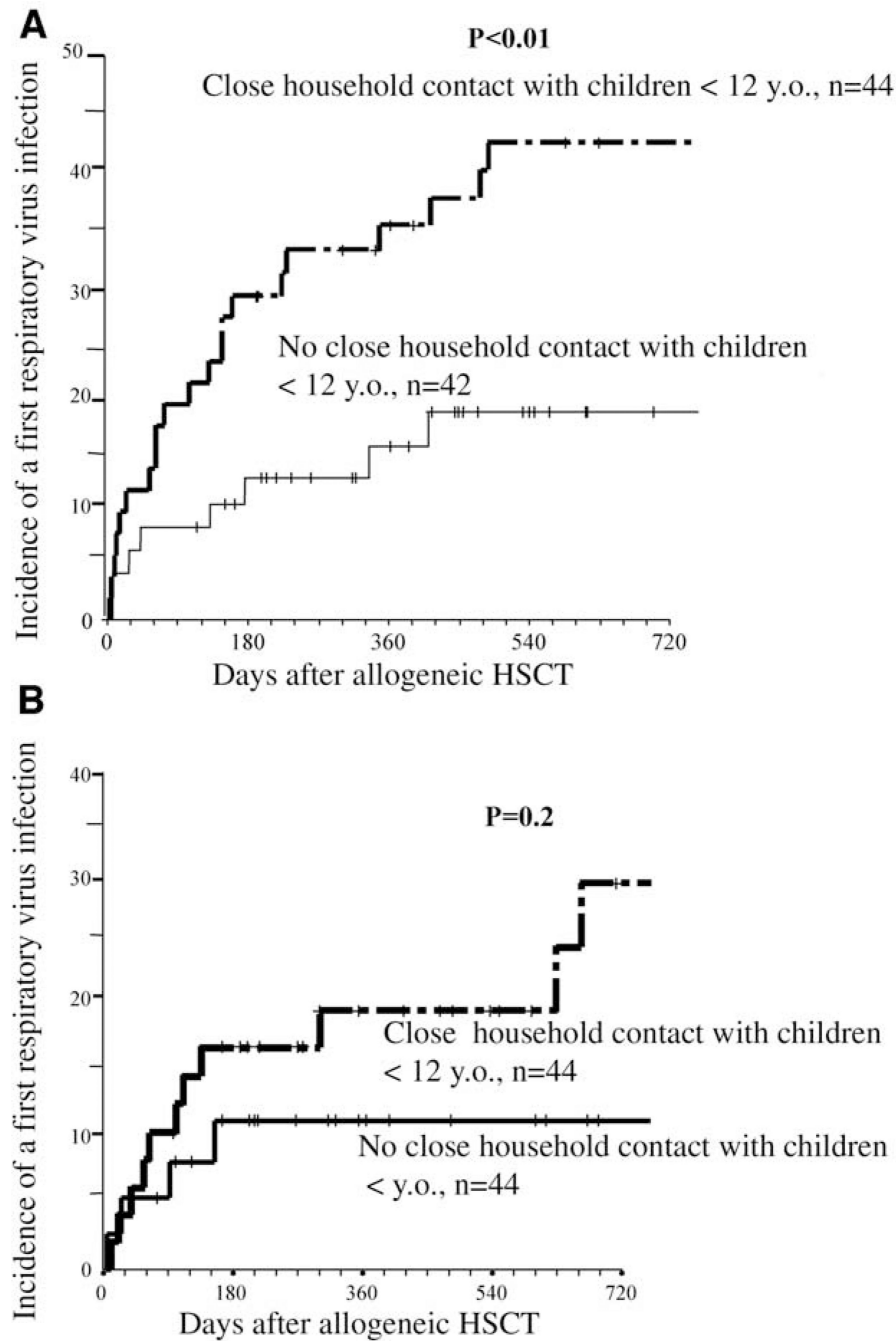 A
P<0.01
Close household contact with children < 12 y.o., n=44
50
40
30
20
10
0
Incidence of a first respiratory virus infection
No close household contact with children
< 12 y.o., n=42
0 180 360 540 720
Days after allogeneic HSCT
B
P=0.2
40
30
20
10
0
Incidence of a first respiratory virus infection
Close household contact with children
< 12 y.o., n=44
No close household contact with children
< y.o., n=44
0 180 360 540 720
Days after allogeneic HSCT